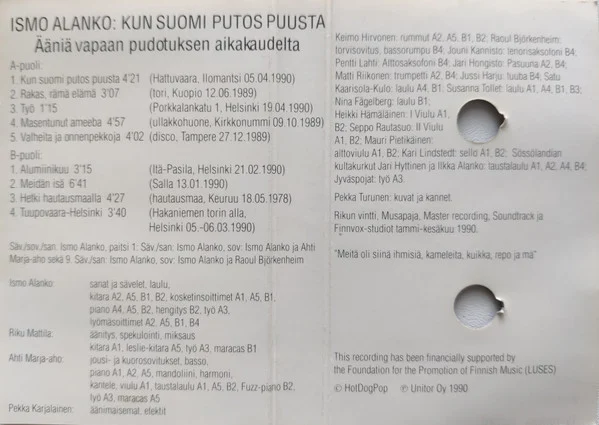 ISMO ALANKO: KUN SUOMI PUTOS PUUSTA
Ääniä vapaan pudotuksen aikakaudelta
A-puoli:
1. Kun suomi putos puusta 4'21 (Hattuvaara, Ilomantsi 05.04.1990)
2. Rakas, rämä elämä 3'07 (tori, Kuopio 12.06.1989)
3. Työ 1'15 (Porkkalankatu 1, Helsinki 19.04.1990)
4. Masentunut ameeba 4'57 (ullakkohuone, Kirkkonummi 09.10.1989)
5. Valheita ja onnenpekkoja 4'02 (disco, Tampere 27.12.1989)
B-puoli:
1. Alumiinikuu 3'15 (Itä-Pasila, Helsinki 21.02.1990)
2. Meidän isä 6'41 (Salla 13.01.1990)
3. Hetki hautausmaalla 4'27 (hautausmaa, Keuruu 18.05.1978)
4. Tuupovaara-Helsinki 3'40 (Hakaniemen torin alla,
Helsinki 05.-06.03.1990)
Säv./sov./san: Ismo Alanko, paitsi 1: Säv./san: Ismo Alanko, sov: Ismo Alanko ja Ahti
Marja-aho sekä 9. Säv./san: Ismo Alanko, sov: Ismo Alanko ja Raoul Björkenheim
Ismo Alanko: sanat ja sävelet, laulu,
kitara A2, A5, B1, B2, kosketinsoittimet A1, A5, B1,
piano A4, A5, B2, hengitys B2, työ A3,
lyömäsoittimet A2, A5, B1, B4
Riku Mattila: äänitys, spekulointi, miksaus
kitara A1, leslie-kitara A5, työ A3, maracas B1
Ahti Marja-aho: jousi- ja kuorosovitukset, basso,
piano A1, A2, A5, mandoliini, harmoni,
kantele, viulu A1, taustalaulu A1, A5, B2, Fuzz-piano B2,
työ A3, maracas A5
Pekka Karjalainen: äänimaisemat, efektit
Keimo Hirvonen: rummut A2, A5, B1, B2; Raoul Björkenheim:
torvisovitus, bassorumpu B4; Jouni Kannisto: tenorisaksofoni B4;
Pentti Lahti: Alttosaksofoni B4; Jari Hongisto: Pasuuna A2, B4;
Matti Riikonen: trumpetti A2, B4; Jussi Harju: tuuba B4; Satu
Kaarisola-Kulo: laulu A4, B1; Susanna Tollet: laulu A1, A4, B1, B3;
Nina Fågelberg: laulu B1;
Heikki Hämäläinen: I Viulu A1,
B2; Seppo Rautasuo: II Viulu
A1, B2; Mauri Pietikäinen:
alttoviulu A1, B2; Kari Lindstedt: sello A1, B2; Sössölandian
kultakurkut Jari Hyttinen ja Ilkka Alanko: taustalaulu A1, A2, A4, B4;
Jyväspojat: työ A3.
Pekka Turunen: kuvat ja kannet.
Rikun vintti, Musapaja, Master recording, Soundtrack ja
Finnvox-studiot tammi-kesäkuu 1990.
"Meitä oli siinä ihmisiä, kameleita, kuikka, repo ja mä"
This recording has been financially supported by
the Foundation for the Promotion of Finnish Music (LUSES)
© HotDogPop ℗ Unitor Oy 1990